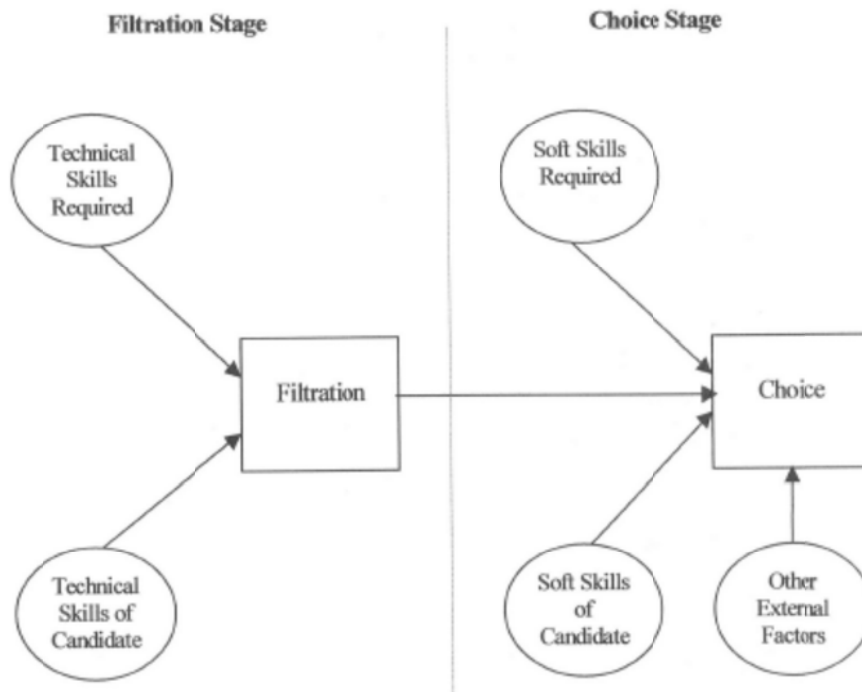 Filtration Stage
Choice Stage
Technical
Skills
Required
Soft Skills
Required
Filtration
Choice
Technical
Skills of
Candidate
Soft Skills
of
Candidate
Other
External
Factors